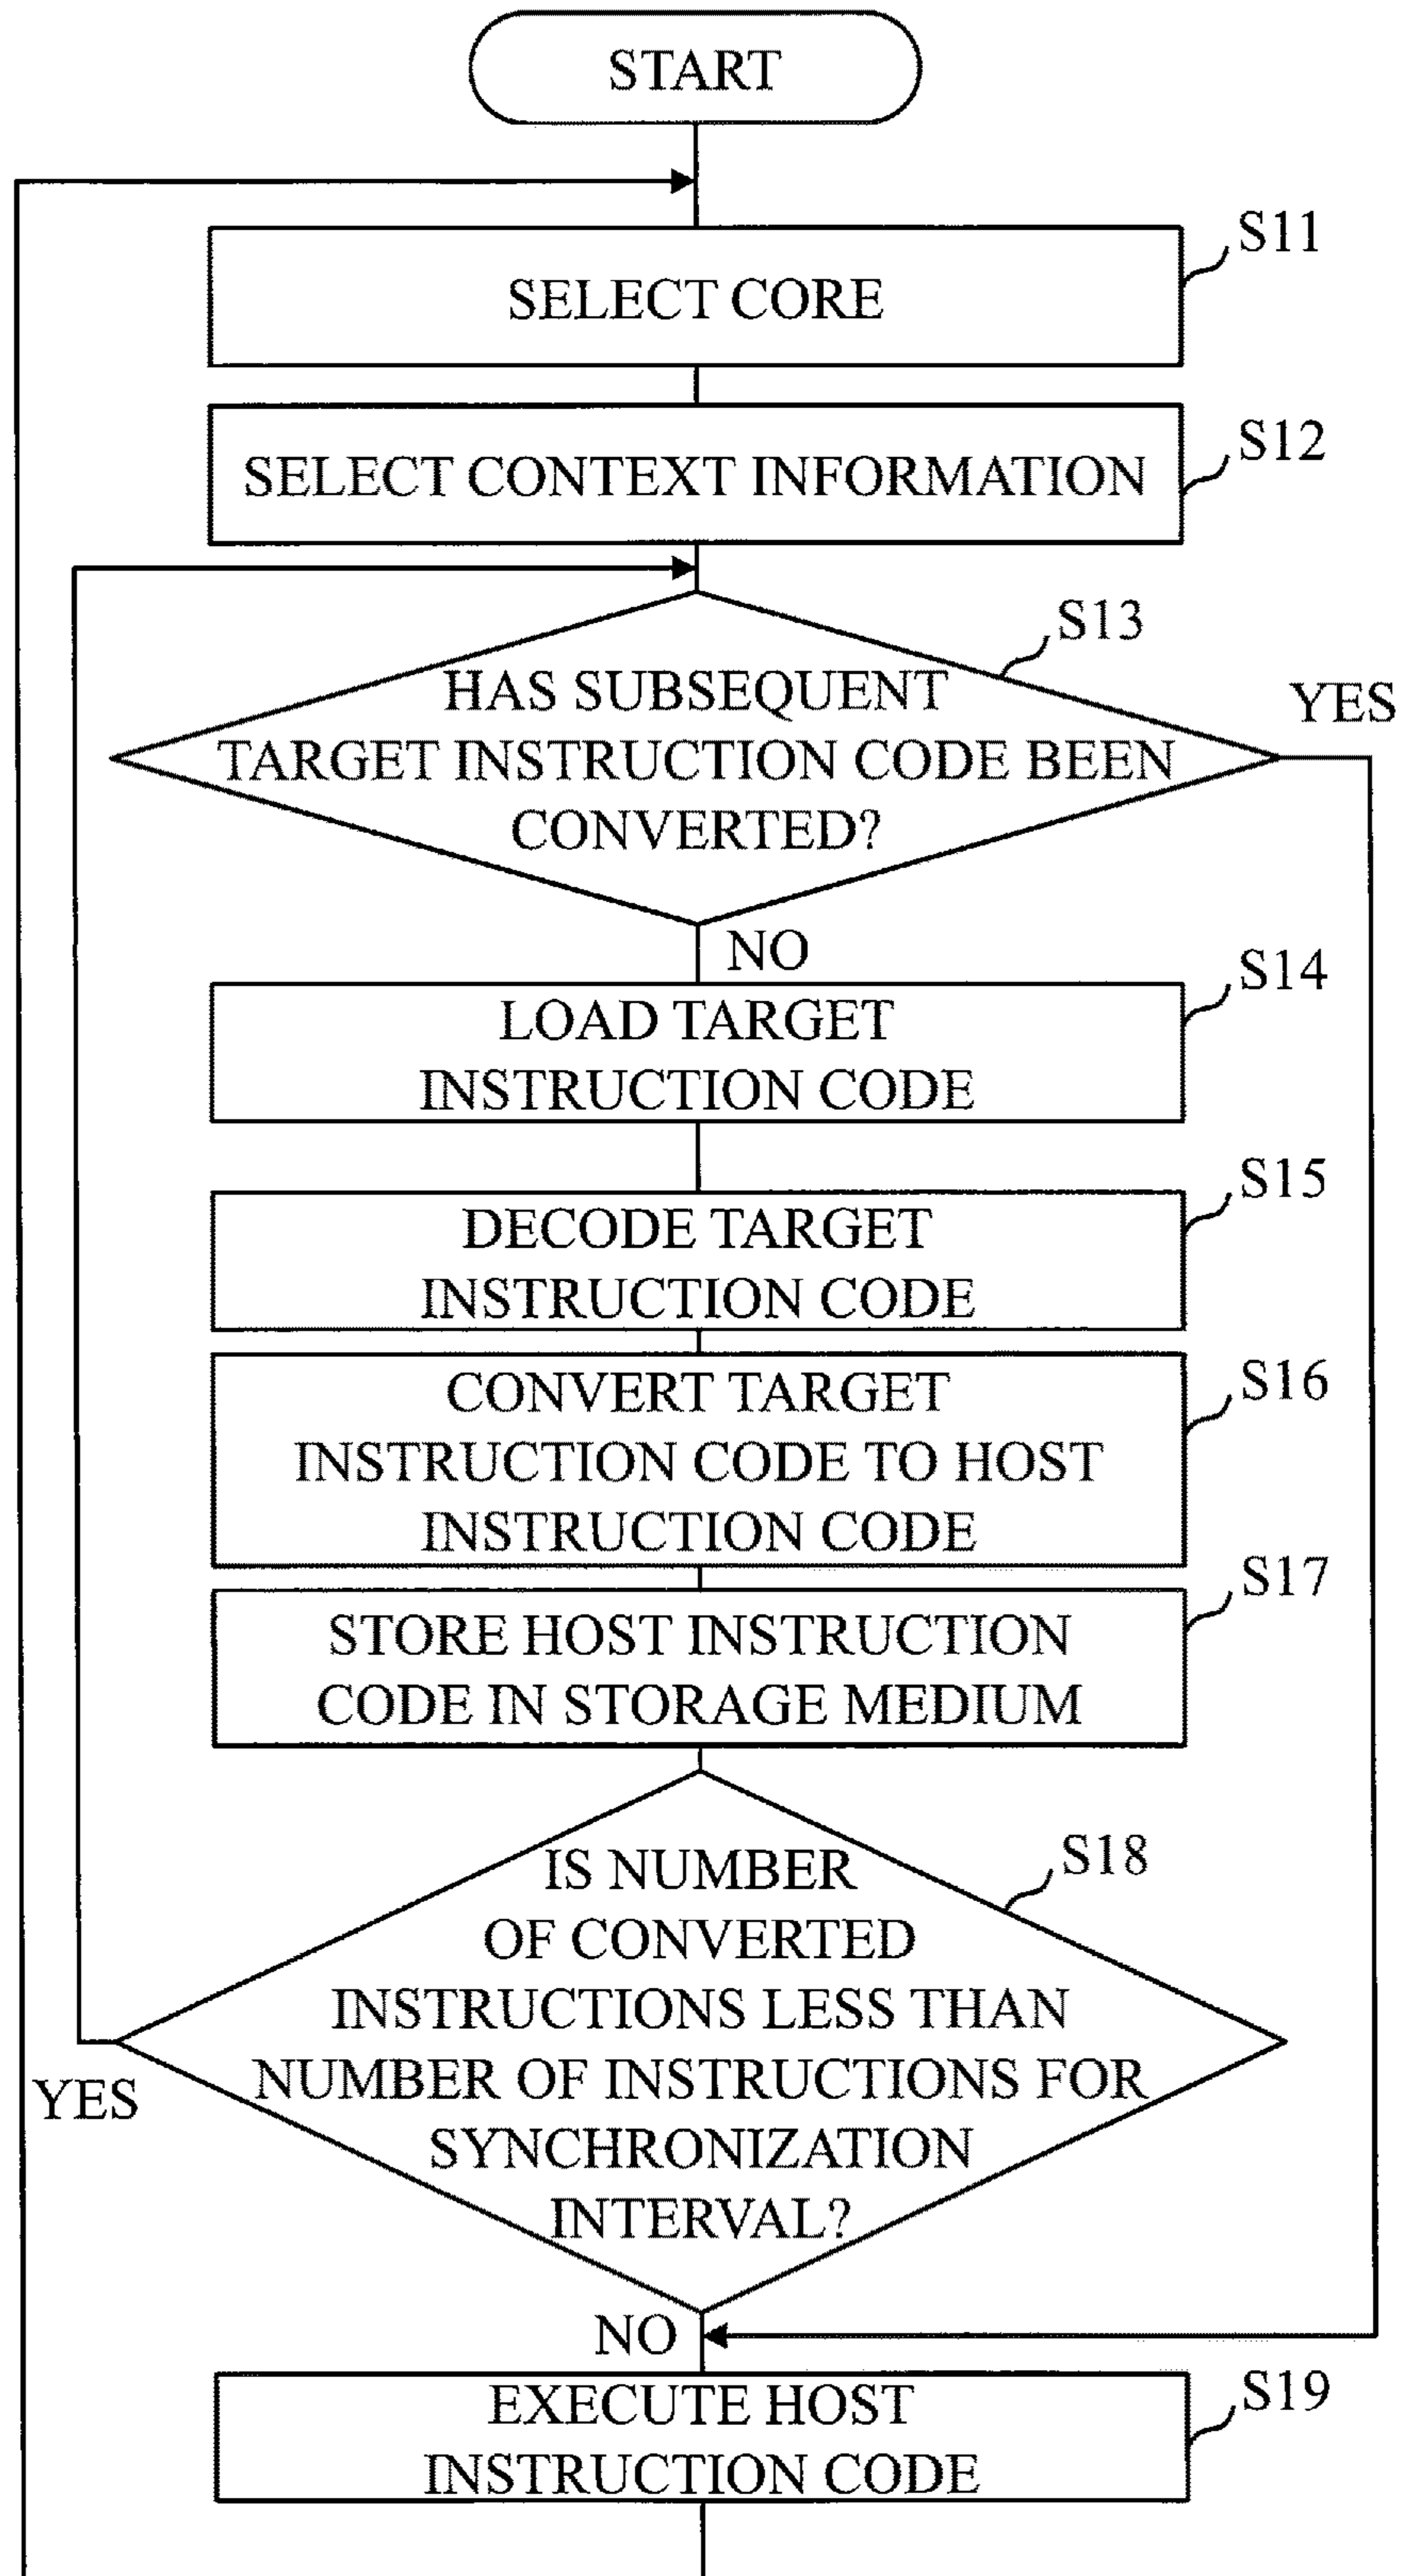 START
S11
SELECT CORE
S12
SELECT CONTEXT INFORMATION
S13
HAS SUBSEQUENT
YES
TARGET INSTRUCTION CODE BEEN
CONVERTED?
NO
S14
LOAD TARGET
INSTRUCTION CODE
S15
DECODE TARGET
INSTRUCTION CODE
S16
CONVERT TARGET
INSTRUCTION CODE TO HOST
INSTRUCTION CODE
S17
STORE HOST INSTRUCTION
CODE IN STORAGE MEDIUM
S18
IS NUMBER
OF CONVERTED
INSTRUCTIONS LESS THAN
NUMBER OF INSTRUCTIONS FOR
YES
SYNCHRONIZATION
INTERVAL?
NO
S19
EXECUTE HOST
INSTRUCTION CODE